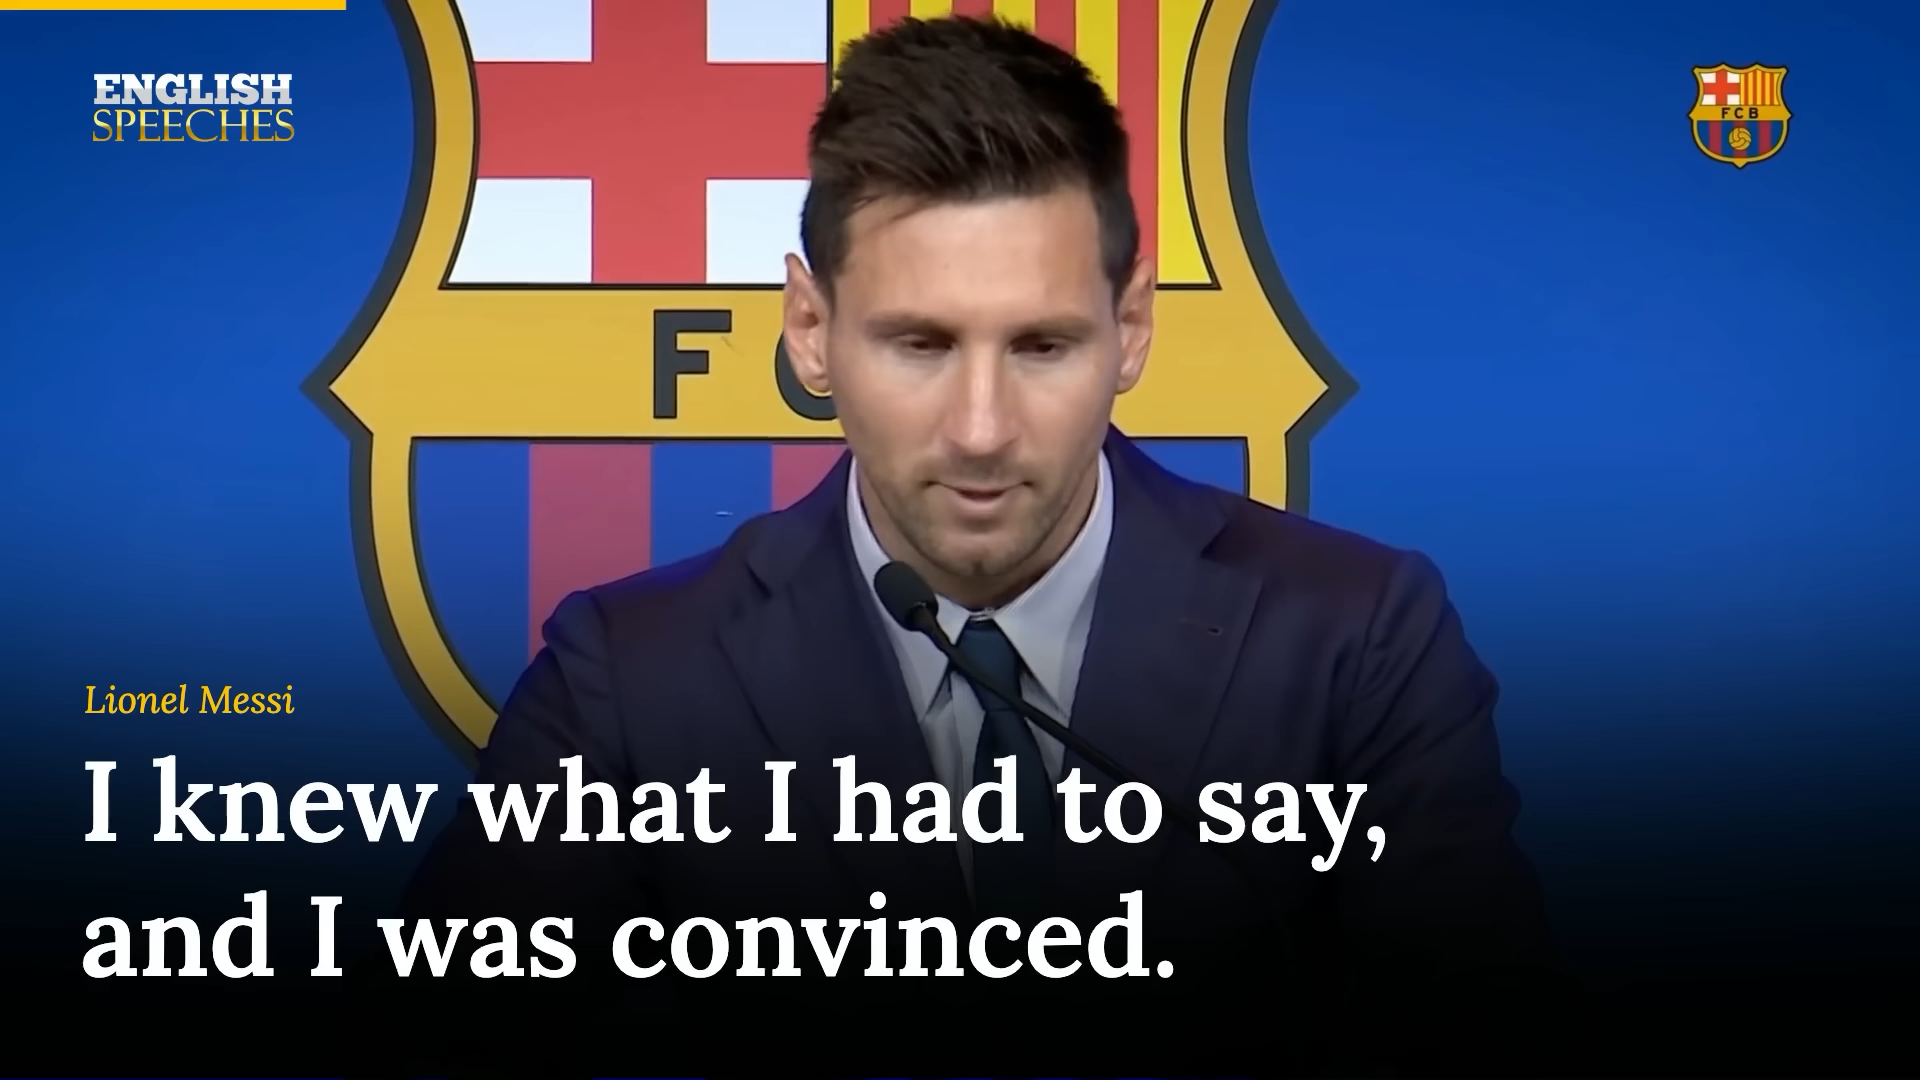 ENGLISH
SPEECHES
FCB
F C
Lionel Messi
I knew what I had to say,
and I was convinced.